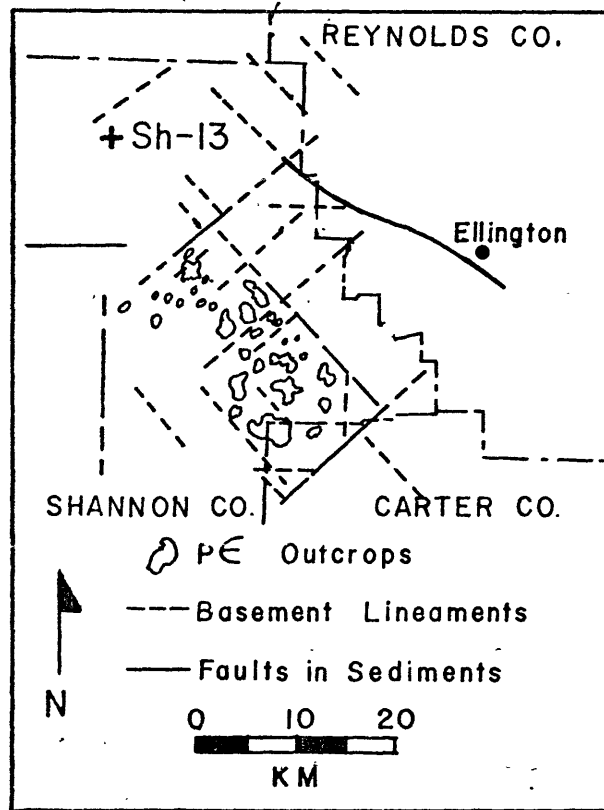 REYNOLDS CO.
+Sh-13
Ellington
SHANNON CO. CARTER CO.
P∈ Outcrops
Basement Lineaments
Faults in Sediments
N
0 10 20
KM